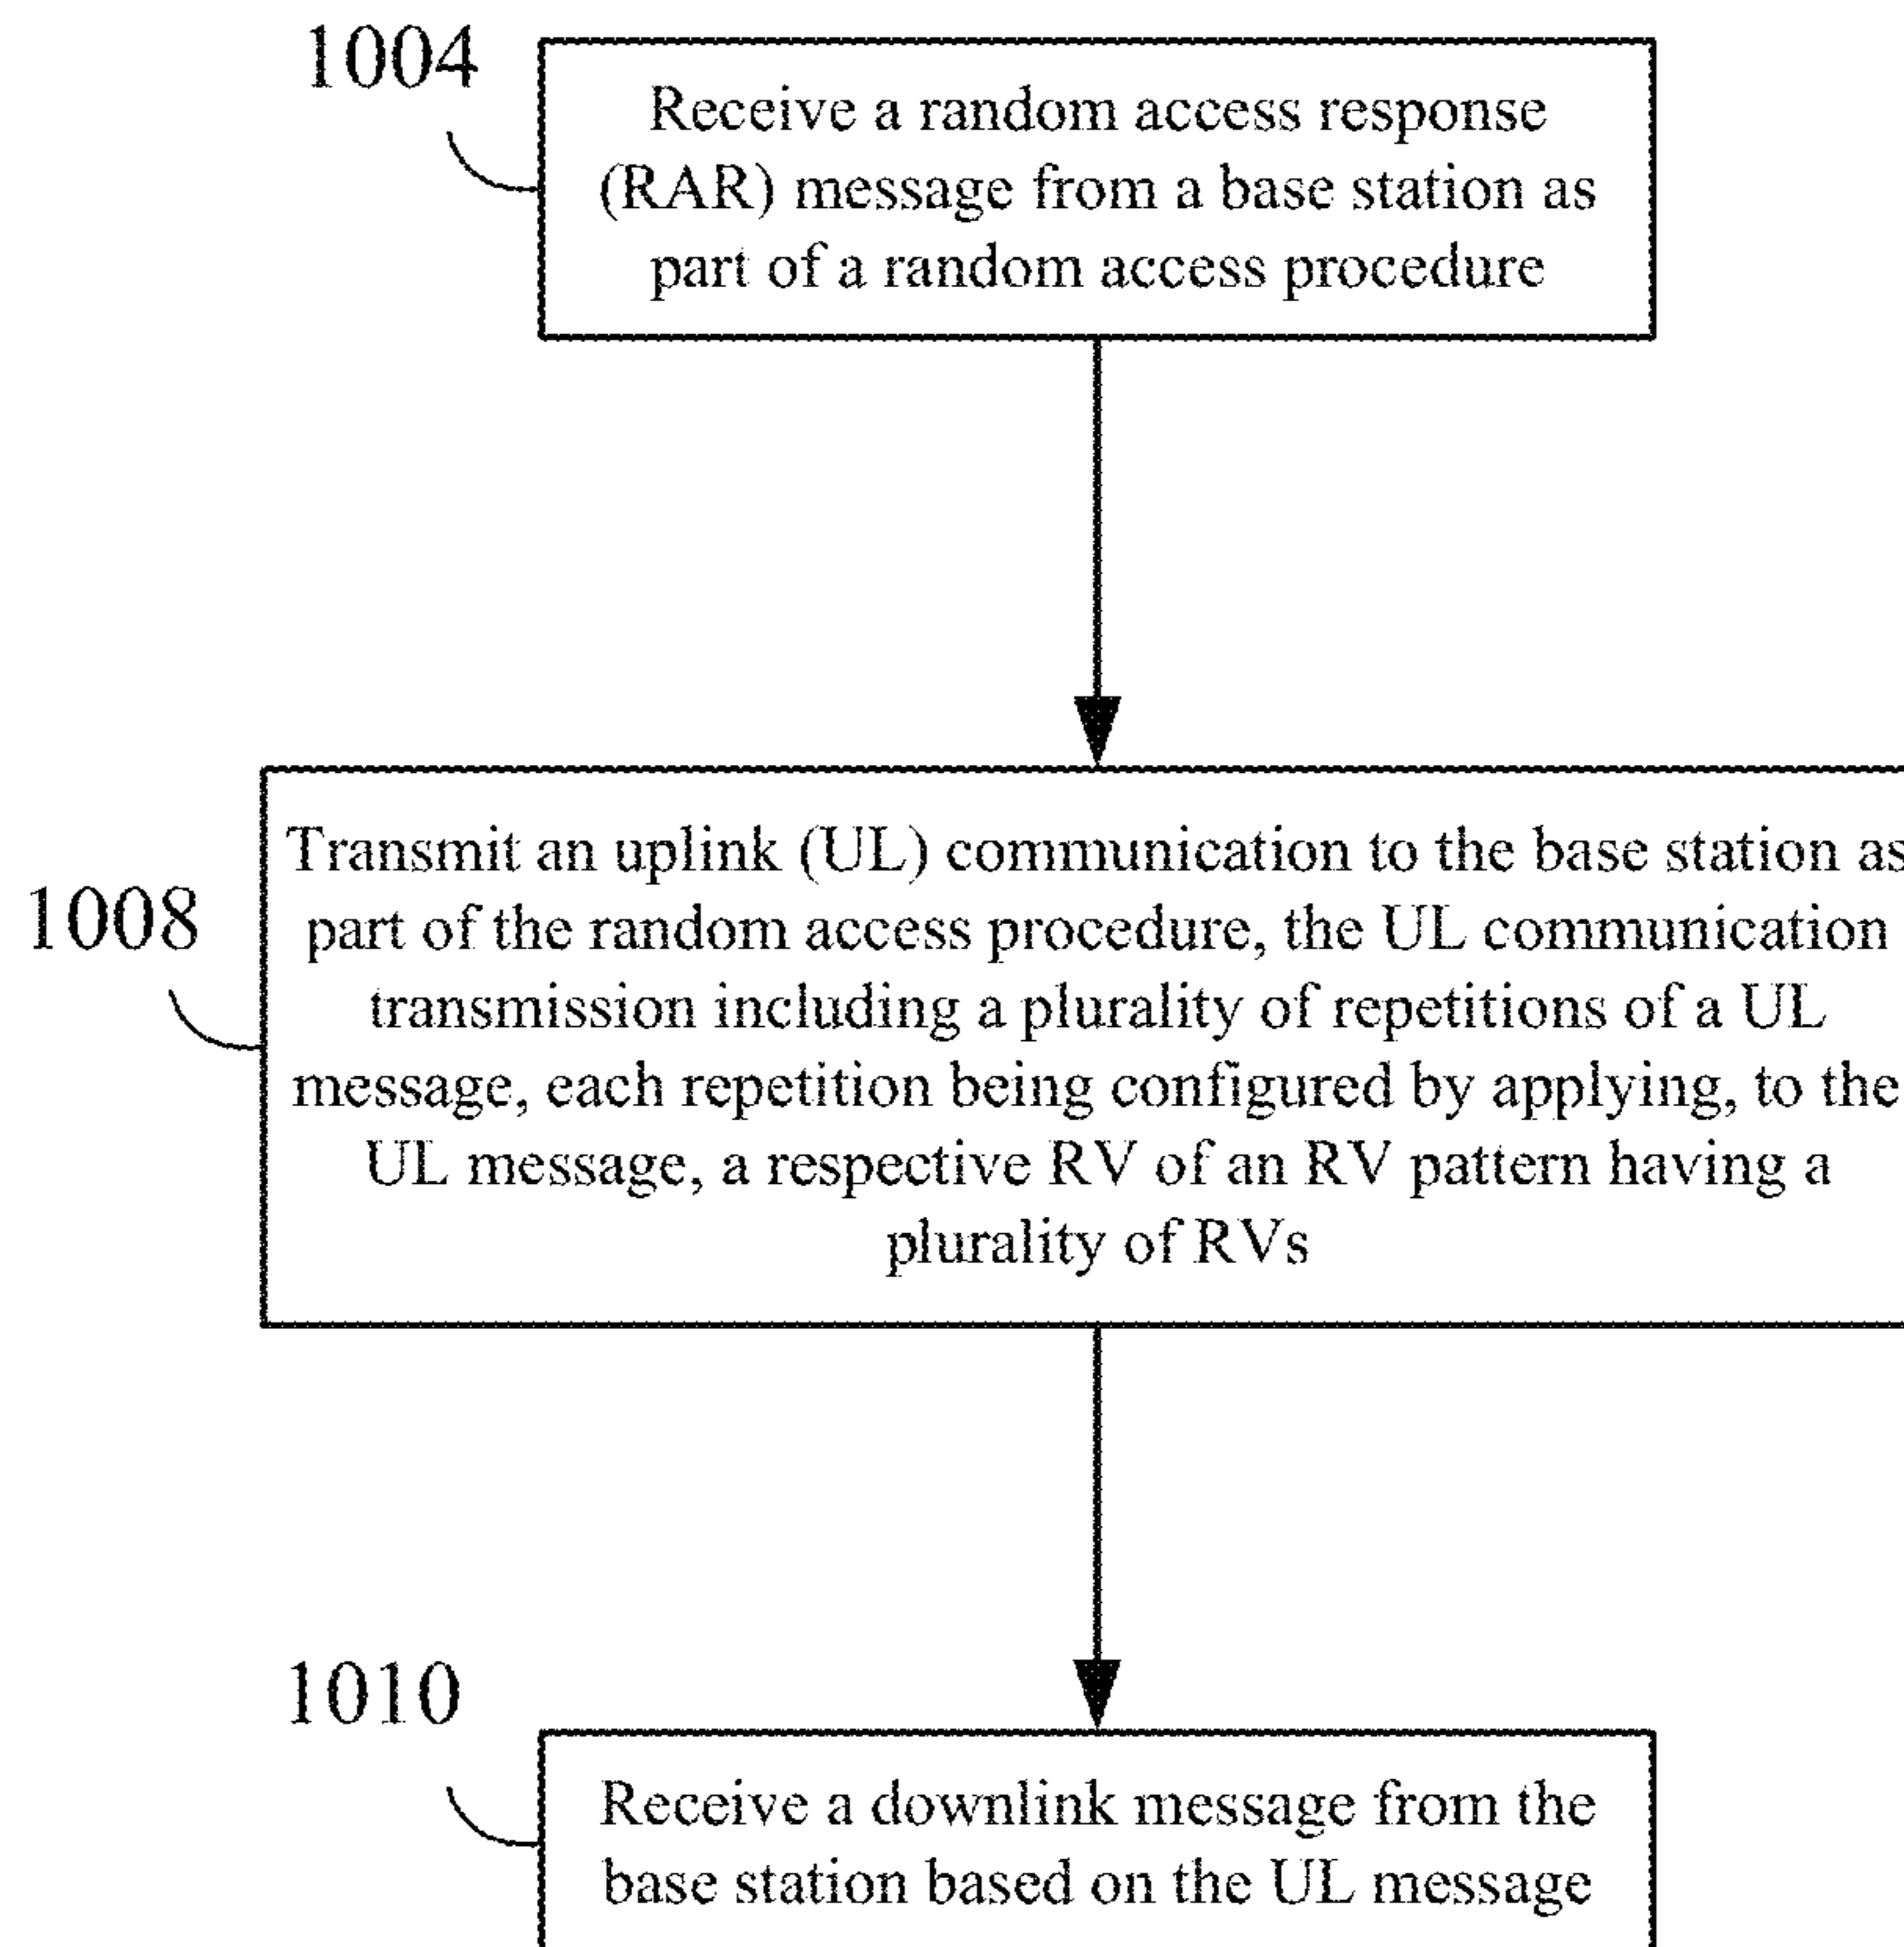 1004
Receive a random access response
(RAR) message from a base station as
part of a random access procedure
1008
Transmit an uplink (UL) communication to the base station as
part of the random access procedure, the UL communication
transmission including a plurality of repetitions of a UL
message, each repetition being configured by applying, to the
UL message, a respective RV of an RV pattern having a
plurality of RVs
1010
Receive a downlink message from the
base station based on the UL message